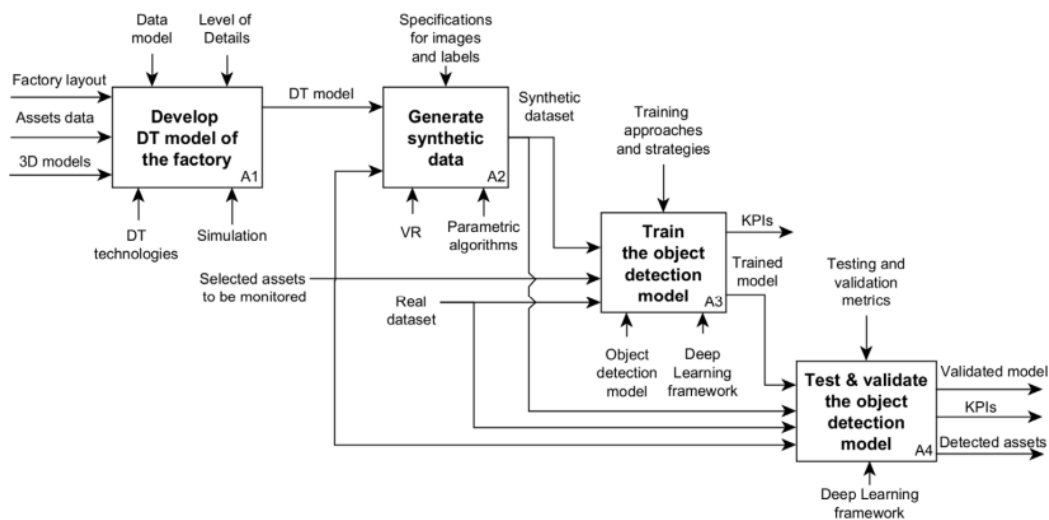 Data
model
Level of
Details
Specifications
for images
and labels
Factory layout
Assets data
3D models
Develop
DT model of
the factory
A1
DT model
Generate
synthetic
data
A2
Synthetic
dataset
Training
approaches
and strategies
DT
technologies
Simulation
VR
Parametric
algorithms
Train
the object
detection
model
A3
KPIs
Trained
model
Selected assets
to be monitored
Real
dataset
Testing and
validation
metrics
Object
detection
model
Deep
Learning
framework
Test & validate
the object
detection
model
A4
Validated model
KPIs
Detected assets
Deep Learning
framework